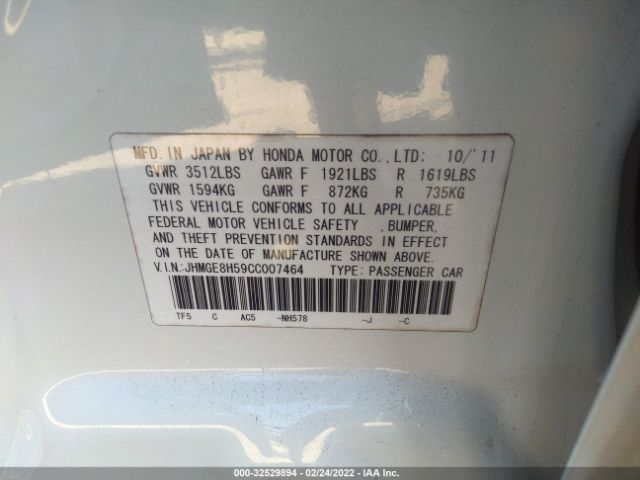 MFD. IN JAPAN BY HONDA MOTOR CO.,LTD: 10/'11
GVWR 3512LBS GAWR F 1921LBS R 1619LBS
GVWR 1594KG GAWR F 872KG R 735KG
THIS VEHICLE CONFORMS TO ALL APPLICABLE
FEDERAL MOTOR VEHICLE SAFETY ,BUMPER,
AND THEFT PREVENTION STANDARDS IN EFFECT
ON THE DATE OF MANUFACTURE SHOWN ABOVE.
V.I.N.:JHMGE8H59CC007464 TYPE: PASSENGER CAR
TF5 C AC5 -NH578 -J -C
000-32529894 - 02/24/2022 - IAA Inc.